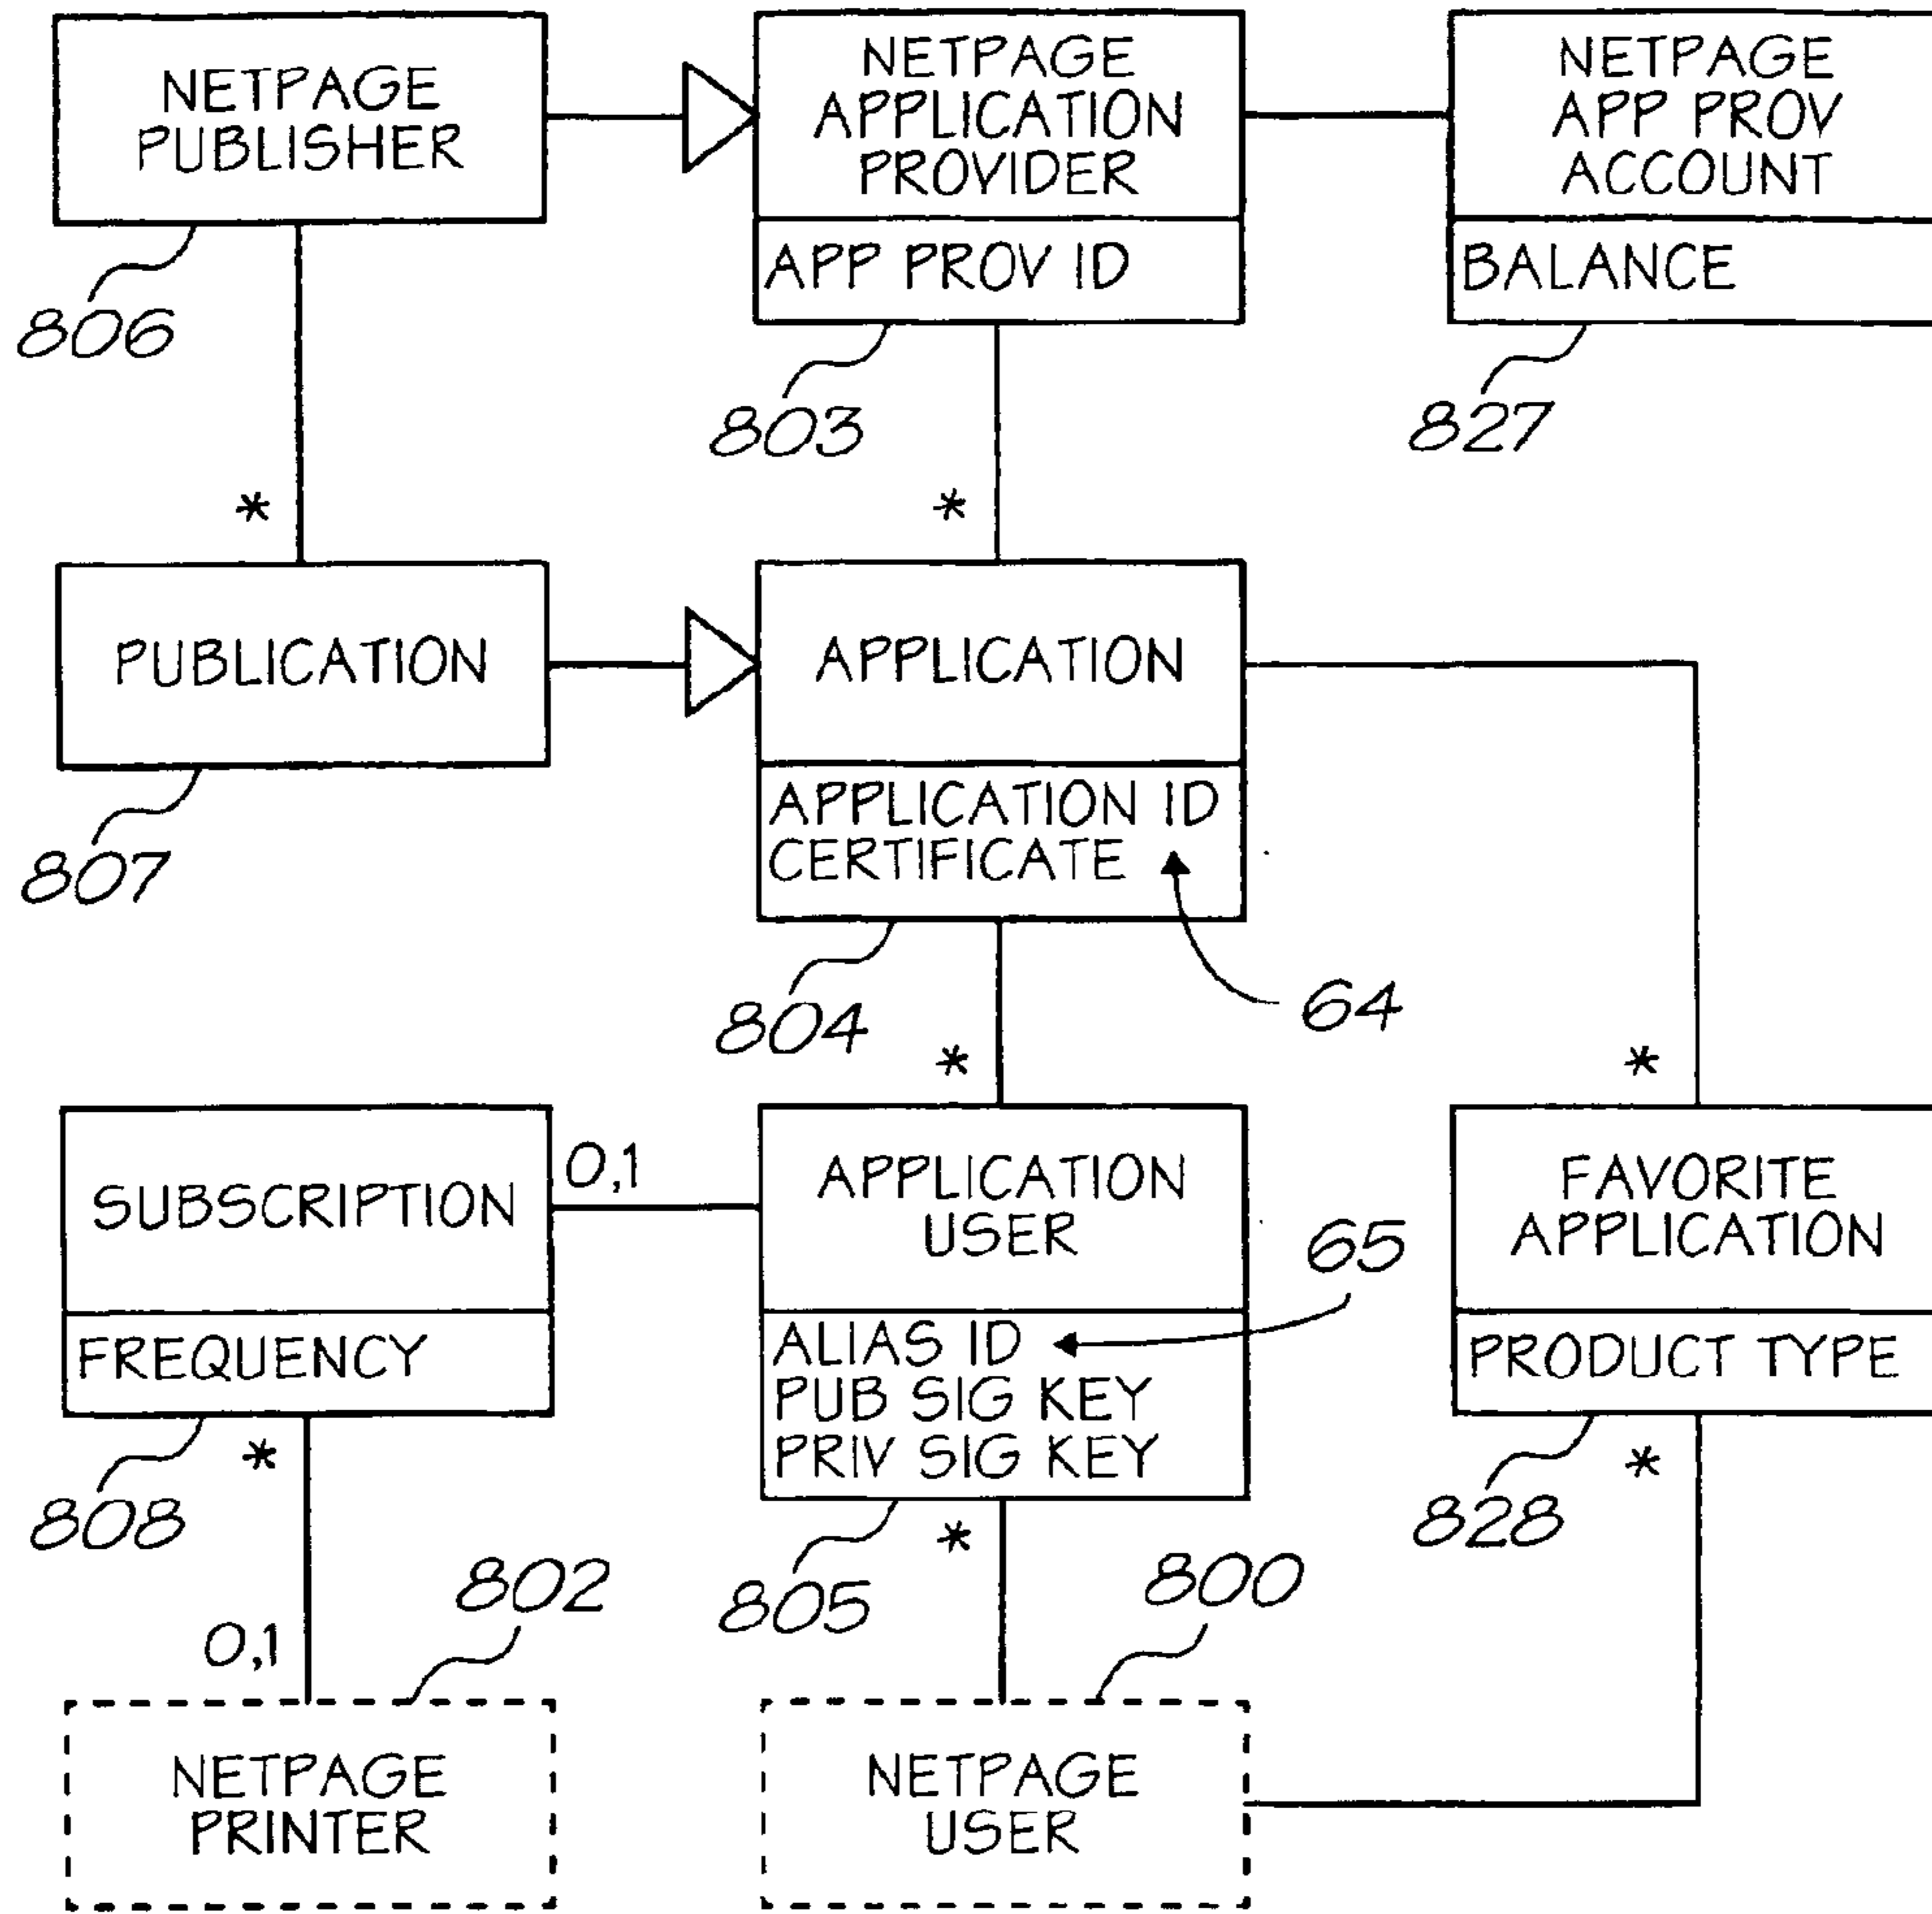 NETPAGE
PUBLISHER
806
NETPAGE
APPLICATION
PROVIDER
APP PROV ID
803
NETPAGE
APP PROV
ACCOUNT
BALANCE
827
*
*
PUBLICATION
807
APPLICATION
APPLICATION ID
CERTIFICATE
804
64
*
*
SUBSCRIPTION
0,1
FREQUENCY
808
*
APPLICATION
USER
65
ALIAS ID
PUB SIG KEY
PRIV SIG KEY
805
*
FAVORITE
APPLICATION
PRODUCT TYPE
828
*
802
800
0,1
NETPAGE
PRINTER
NETPAGE
USER